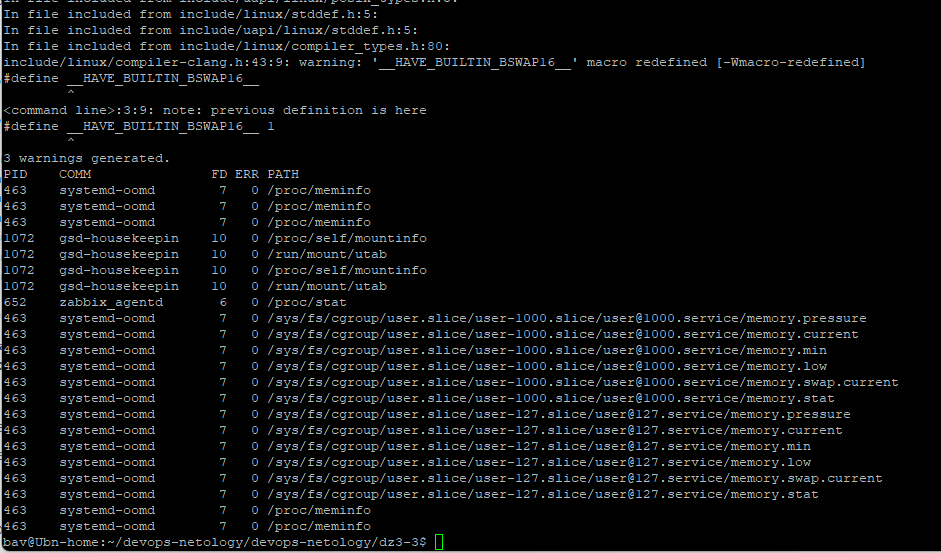 In file included from include/uapi/linux/posix_types.h:5:
In file included from include/linux/stddef.h:5:
In file included from include/uapi/linux/stddef.h:5:
In file included from include/linux/compiler_types.h:80:
include/linux/compiler-clang.h:43:9: warning: '__HAVE_BUILTIN_BSWAP16__' macro redefined [-Wmacro-redefined]
#define __HAVE_BUILTIN_BSWAP16__
        ^
<command line>:3:9: note: previous definition is here
#define __HAVE_BUILTIN_BSWAP16__ 1
        ^
3 warnings generated.
PID    COMM               FD ERR PATH
463    systemd-oomd        7   0 /proc/meminfo
463    systemd-oomd        7   0 /proc/meminfo
463    systemd-oomd        7   0 /proc/meminfo
1072   gsd-housekeepin    10   0 /proc/self/mountinfo
1072   gsd-housekeepin    10   0 /run/mount/utab
1072   gsd-housekeepin    10   0 /proc/self/mountinfo
1072   gsd-housekeepin    10   0 /run/mount/utab
652    zabbix_agentd       6   0 /proc/stat
463    systemd-oomd        7   0 /sys/fs/cgroup/user.slice/user-1000.slice/user@1000.service/memory.pressure
463    systemd-oomd        7   0 /sys/fs/cgroup/user.slice/user-1000.slice/user@1000.service/memory.current
463    systemd-oomd        7   0 /sys/fs/cgroup/user.slice/user-1000.slice/user@1000.service/memory.min
463    systemd-oomd        7   0 /sys/fs/cgroup/user.slice/user-1000.slice/user@1000.service/memory.low
463    systemd-oomd        7   0 /sys/fs/cgroup/user.slice/user-1000.slice/user@1000.service/memory.swap.current
463    systemd-oomd        7   0 /sys/fs/cgroup/user.slice/user-1000.slice/user@1000.service/memory.stat
463    systemd-oomd        7   0 /sys/fs/cgroup/user.slice/user-127.slice/user@127.service/memory.pressure
463    systemd-oomd        7   0 /sys/fs/cgroup/user.slice/user-127.slice/user@127.service/memory.current
463    systemd-oomd        7   0 /sys/fs/cgroup/user.slice/user-127.slice/user@127.service/memory.min
463    systemd-oomd        7   0 /sys/fs/cgroup/user.slice/user-127.slice/user@127.service/memory.low
463    systemd-oomd        7   0 /sys/fs/cgroup/user.slice/user-127.slice/user@127.service/memory.swap.current
463    systemd-oomd        7   0 /sys/fs/cgroup/user.slice/user-127.slice/user@127.service/memory.stat
463    systemd-oomd        7   0 /proc/meminfo
463    systemd-oomd        7   0 /proc/meminfo
bav@Ubn-home:~/devops-netology/devops-netology/dz3-3$